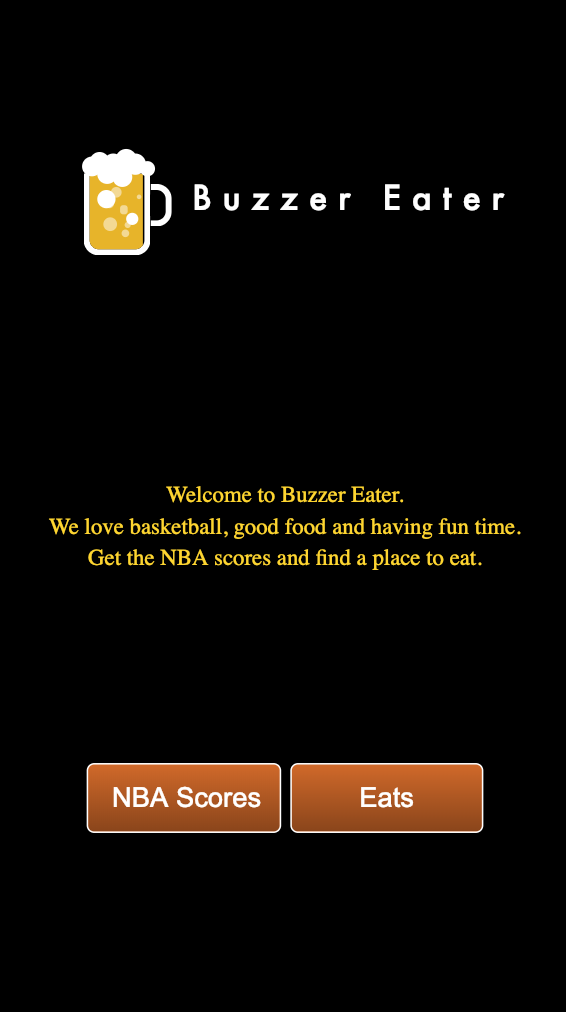 Buzzer Eater
Welcome to Buzzer Eater.
We love basketball, good food and having fun time.
Get the NBA scores and find a place to eat.
NBA Scores Eats